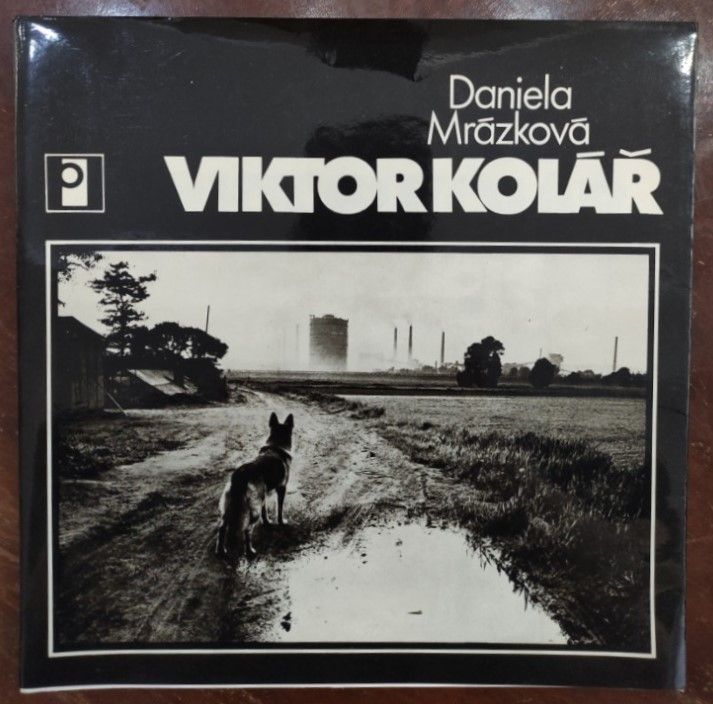 Daniela
Mrázková
VIKTOR KOLÁŘ